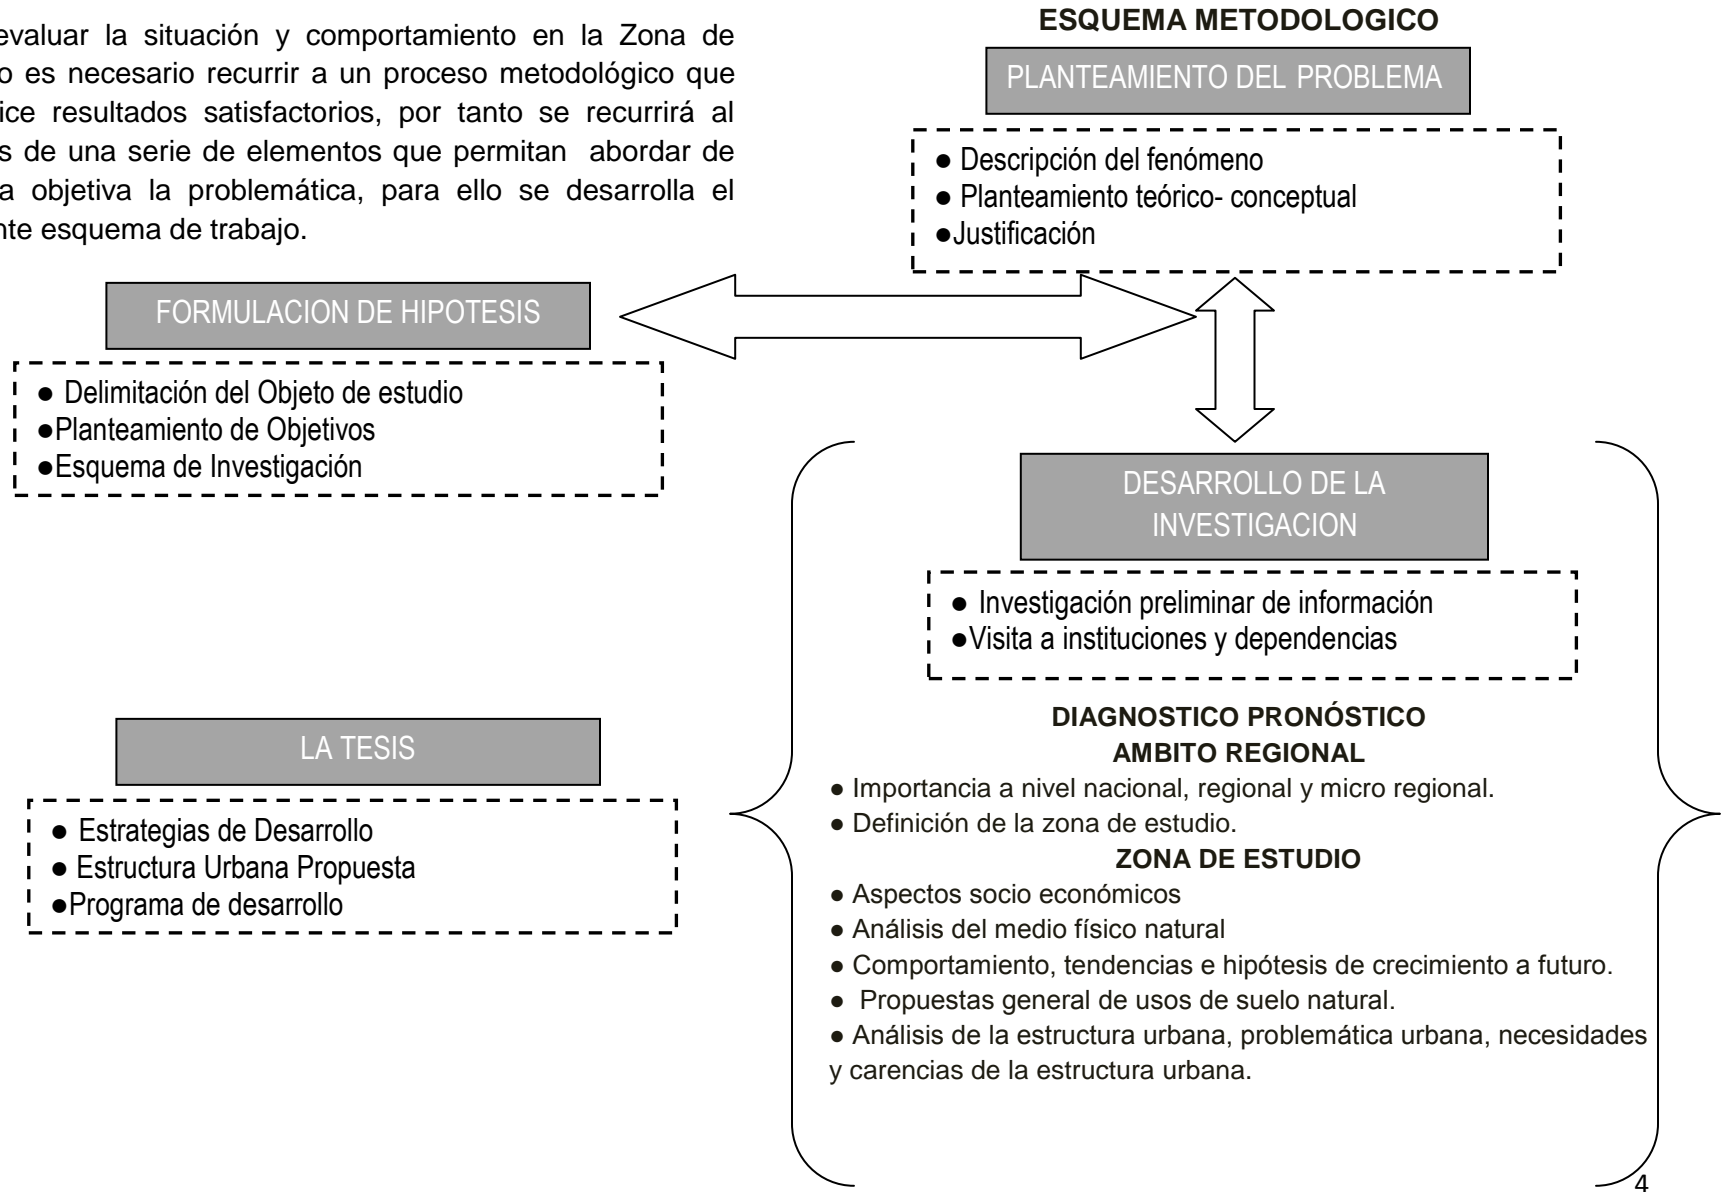 evaluar la situación y comportamiento en la Zona de
o es necesario recurrir a un proceso metodológico que
ice resultados satisfactorios, por tanto se recurrirá al
s de una serie de elementos que permitan abordar de
a objetiva la problemática, para ello se desarrolla el
nte esquema de trabajo.
ESQUEMA METODOLOGICO
PLANTEAMIENTO DEL PROBLEMA
● Descripción del fenómeno
● Planteamiento teórico- conceptual
●Justificación
FORMULACION DE HIPOTESIS
● Delimitación del Objeto de estudio
●Planteamiento de Objetivos
●Esquema de Investigación
DESARROLLO DE LA
INVESTIGACION
● Investigación preliminar de información
●Visita a instituciones y dependencias
DIAGNOSTICO PRONÓSTICO
AMBITO REGIONAL
● Importancia a nivel nacional, regional y micro regional.
● Definición de la zona de estudio.
ZONA DE ESTUDIO
● Aspectos socio económicos
● Análisis del medio físico natural
● Comportamiento, tendencias e hipótesis de crecimiento a futuro.
● Propuestas general de usos de suelo natural.
● Análisis de la estructura urbana, problemática urbana, necesidades
y carencias de la estructura urbana.
LA TESIS
● Estrategias de Desarrollo
● Estructura Urbana Propuesta
●Programa de desarrollo
4